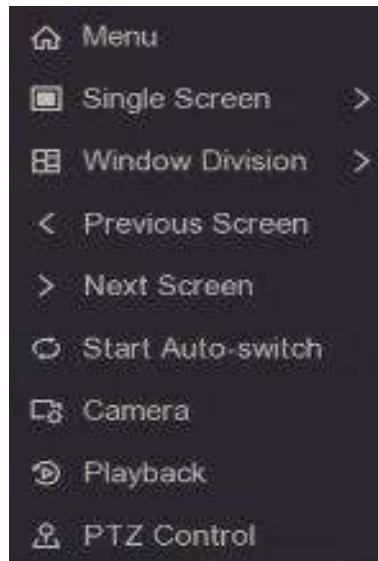 Menu
Single Screen
Window Division
Previous Screen
Next Screen
Start Auto-switch
Camera
Playback
PTZ Control